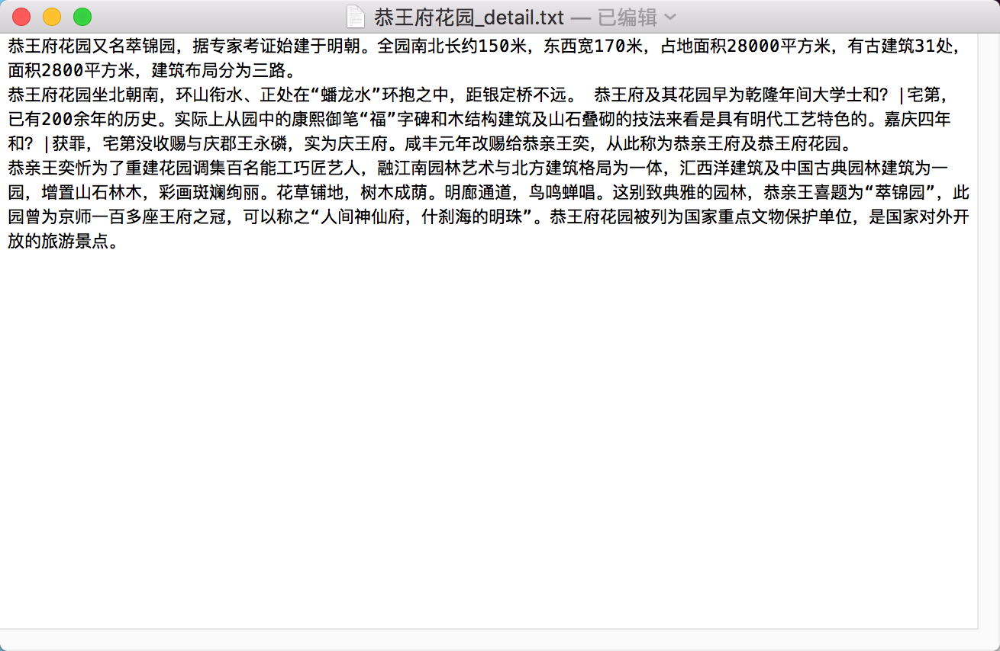 恭王府花园_detail.txt — 已编辑
恭王府花园又名萃锦园，据专家考证始建于明朝。全园南北长约150米，东西宽170米，占地面积28000平方米，有古建筑31处，
面积2800平方米，建筑布局分为三路。
恭王府花园坐北朝南，环山衔水、正处在“蟠龙水”环抱之中，距银定桥不远。 恭王府及其花园早为乾隆年间大学士和？|宅第，
已有200余年的历史。实际上从园中的康熙御笔“福”字碑和木结构建筑及山石叠砌的技法来看是具有明代工艺特色的。嘉庆四年
和？|获罪，宅第没收赐与庆郡王永磷，实为庆王府。咸丰元年改赐给恭亲王奕，从此称为恭亲王府及恭王府花园。
恭亲王奕忻为了重建花园调集百名能工巧匠艺人，融江南园林艺术与北方建筑格局为一体，汇西洋建筑及中国古典园林建筑为一
园，增置山石林木，彩画斑斓绚丽。花草铺地，树木成荫。明廊通道，鸟鸣蝉唱。这别致典雅的园林，恭亲王喜题为“萃锦园”，此
园曾为京师一百多座王府之冠，可以称之“人间神仙府，什刹海的明珠”。恭王府花园被列为国家重点文物保护单位，是国家对外开
放的旅游景点。